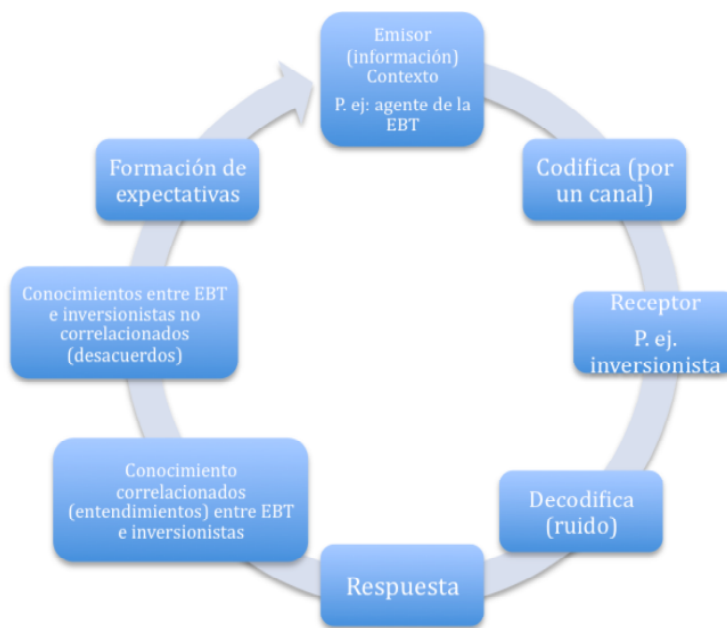 Emisor
(información)
Contexto
P. ej: agente de la
EBT
Codifica (por
un canal)
Receptor
P. ej.
inversionista
Decodifica
(ruido)
Respuesta
Conocimiento
correlacionados
(entendimientos) entre EBT
e inversionistas
Conocimientos entre EBT
e inversionistas no
correlacionados
(desacuerdos)
Formación de
expectativas